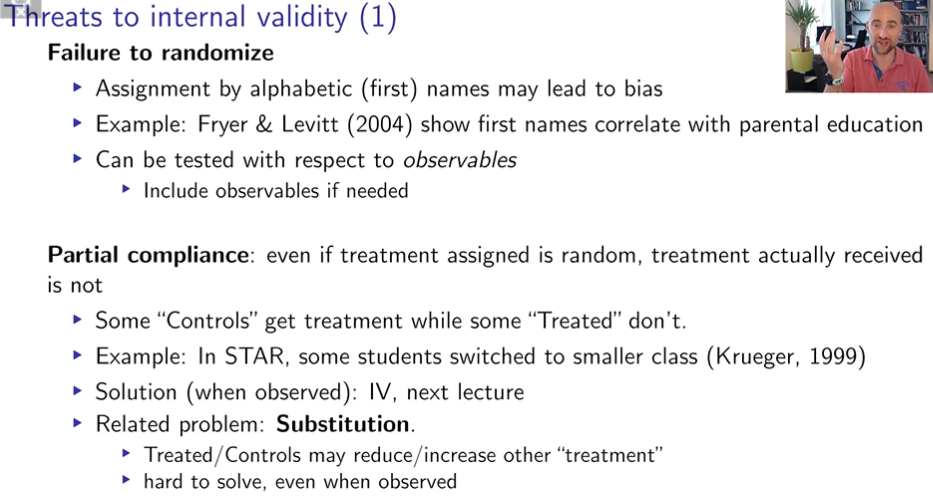 Threats to internal validity (1)
Failure to randomize
Assignment by alphabetic (first) names may lead to bias
Example: Fryer & Levitt (2004) show first names correlate with parental education
Can be tested with respect to observables
Include observables if needed
Partial compliance: even if treatment assigned is random, treatment actually received
is not
Some “Controls” get treatment while some “Treated” don't.
Example: In STAR, some students switched to smaller class (Krueger, 1999)
Solution (when observed): IV, next lecture
Related problem: Substitution.
Treated/Controls may reduce/increase other “treatment”
hard to solve, even when observed